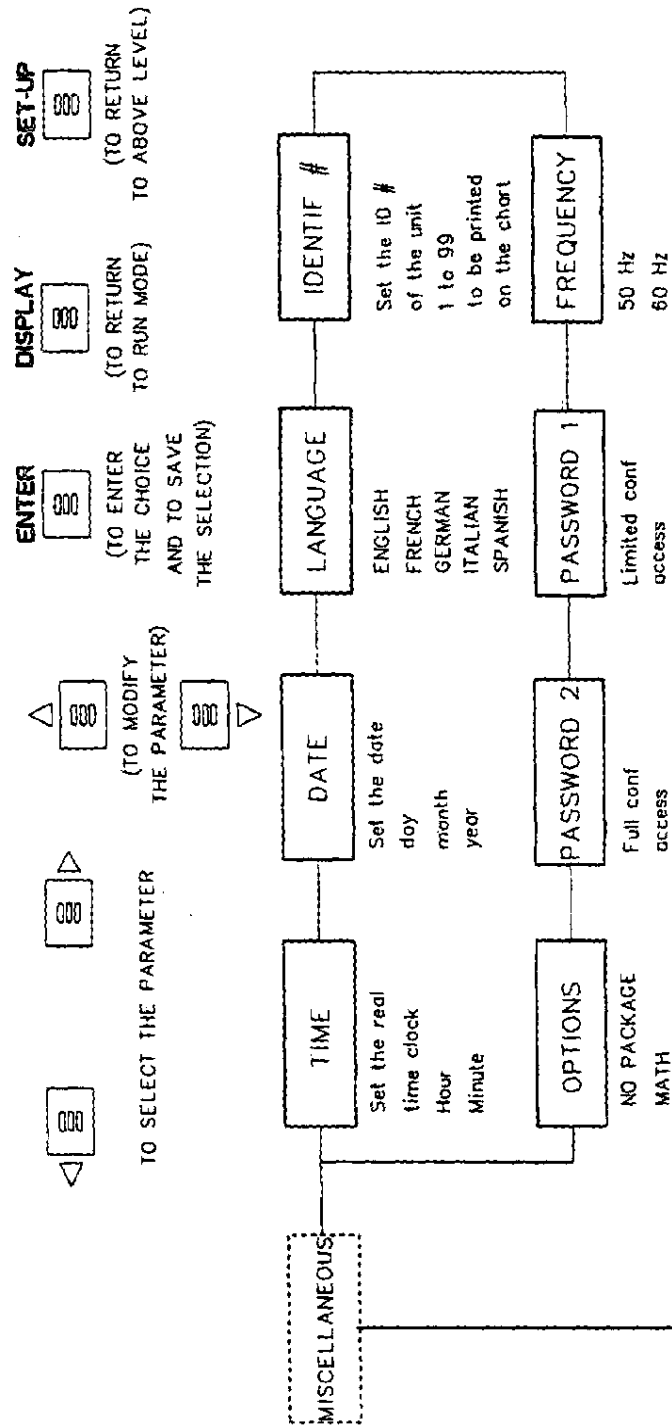 TO SELECT THE PARAMETER
(TO MODIFY
THE PARAMETER)
ENTER
(TO ENTER
THE CHOICE
AND TO SAVE
THE SELECTION)
DISPLAY
(TO RETURN
TO RUN MODE)
SET-UP
(TO RETURN
TO ABOVE LEVEL)
MISCELLANEOUS
TIME
Set the real
time clock
Hour
Minute
DATE
Set the date
day
month
year
LANGUAGE
ENGLISH
FRENCH
GERMAN
ITALIAN
SPANISH
IDENTIF #
Set the ID #
of the unit
1 to 99
to be printed
on the chart
OPTIONS
NO PACKAGE
MATH
PASSWORD 2
Full conf
access
PASSWORD 1
Limited conf
access
FREQUENCY
50 Hz
60 Hz